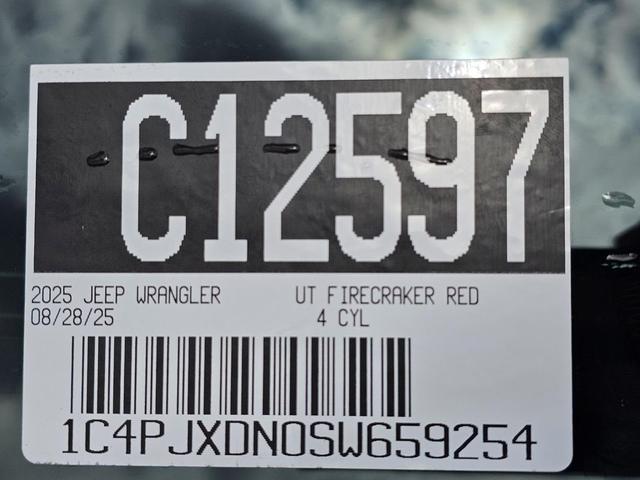 C12597
2025 JEEP WRANGLER UT FIRECRAKER RED
08/28/25 4 CYL
1C4PJXDN0SW659254